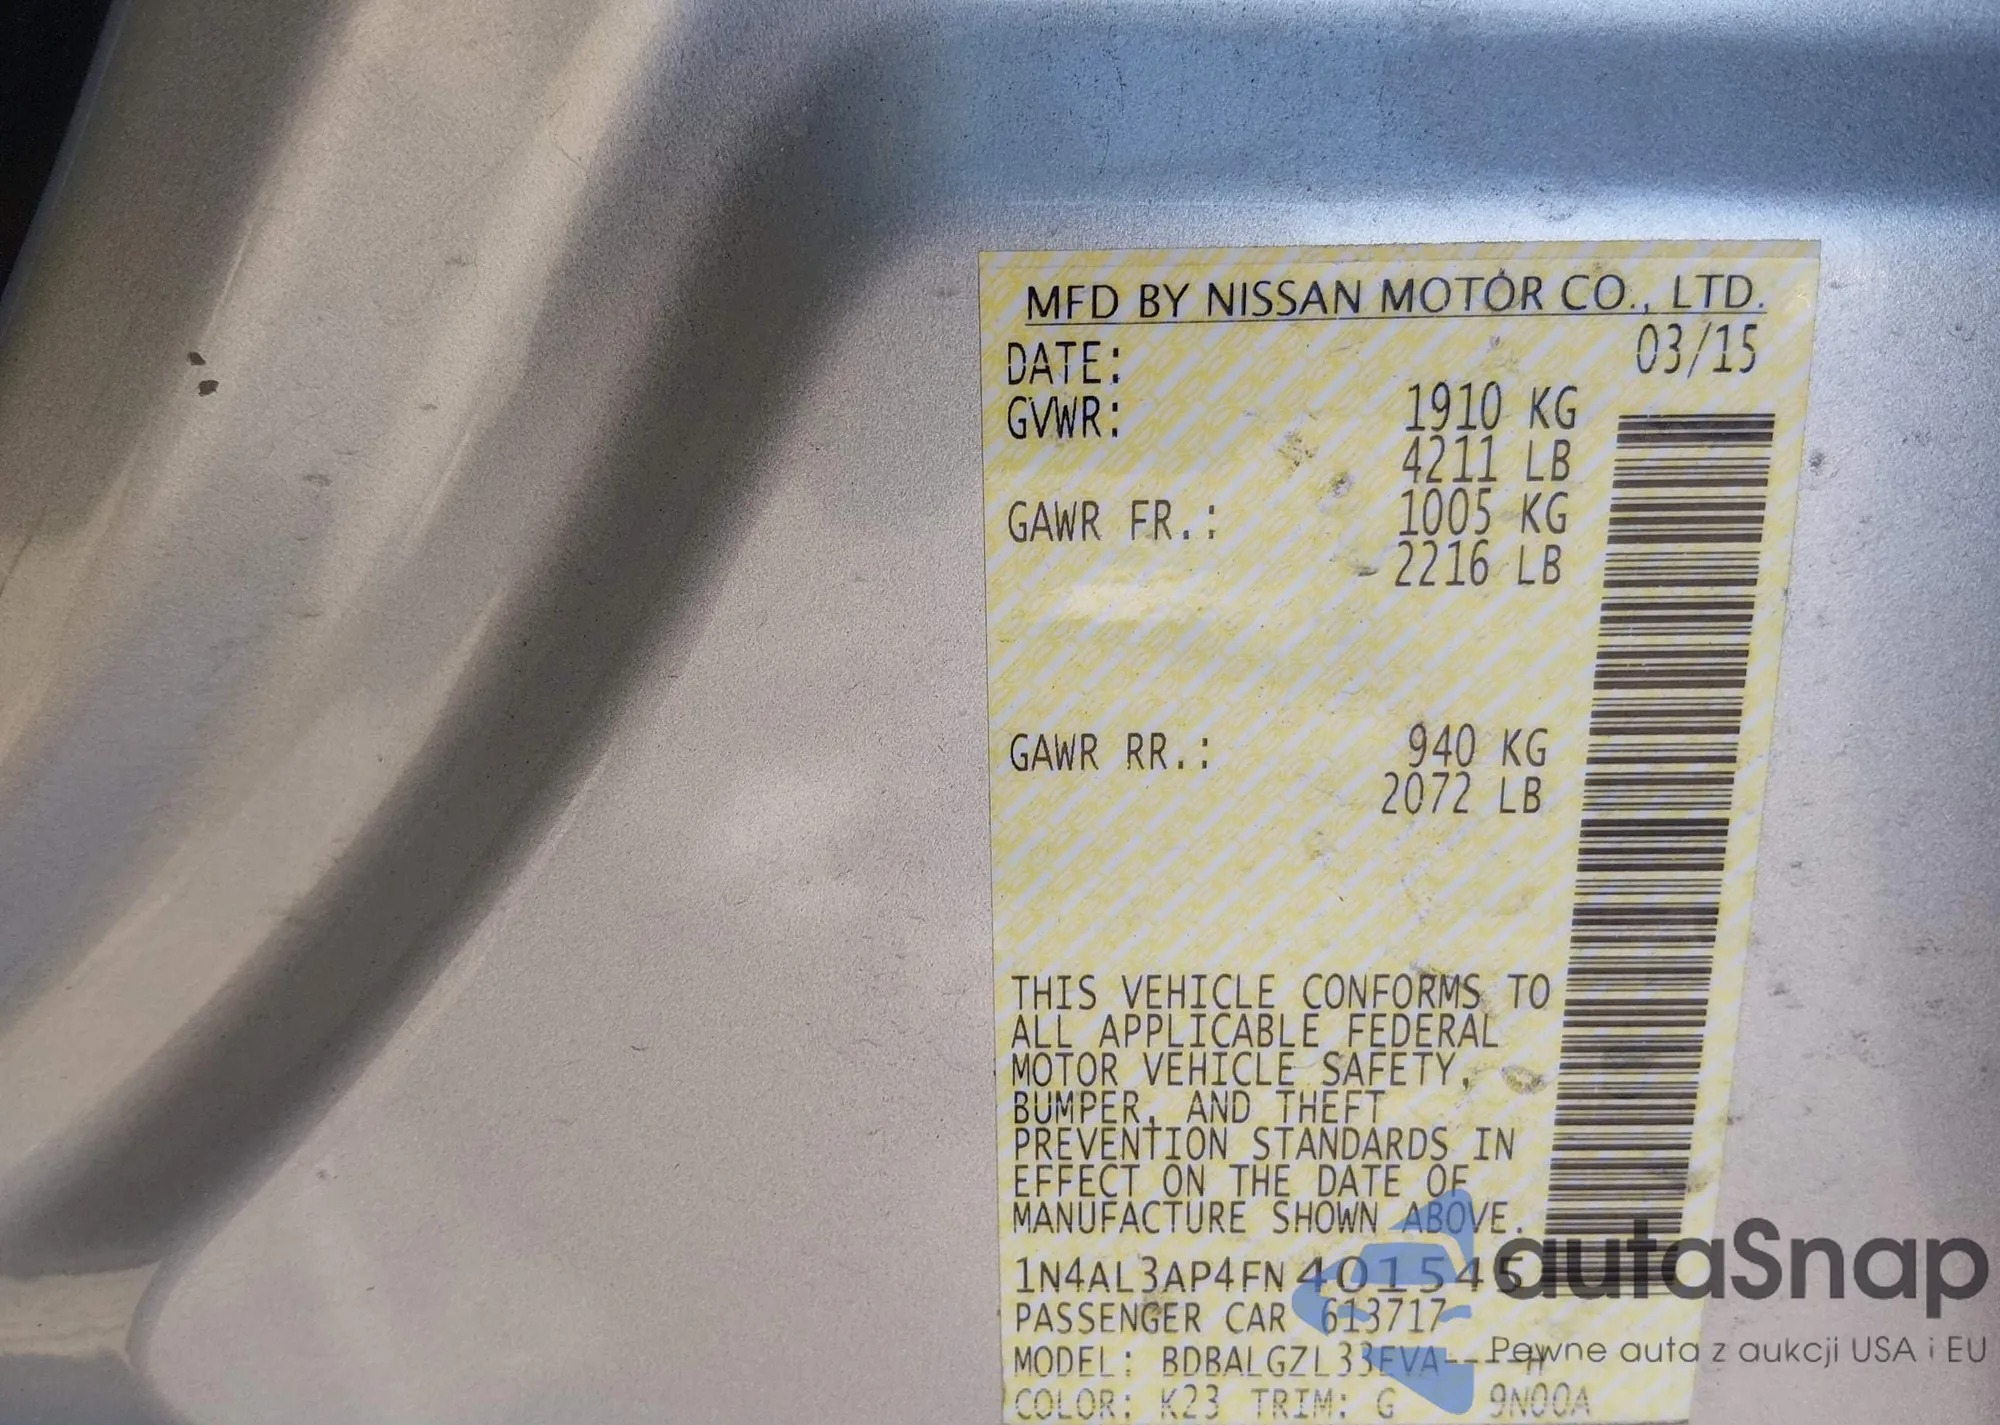 MFD BY NISSAN MOTOR CO., LTD.
DATE: 03/15
GVWR: 1910 KG
4211 LB
GAWR FR.: 1005 KG
2216 LB
GAWR RR.: 940 KG
2072 LB
THIS VEHICLE CONFORMS TO
ALL APPLICABLE FEDERAL
MOTOR VEHICLE SAFETY,
BUMPER, AND THEFT
PREVENTION STANDARDS IN
EFFECT ON THE DATE OF
MANUFACTURE SHOWN ABOVE.
1N4AL3AP4FN401545
PASSENGER CAR 613717
MODEL: BDBALGZL33EVA----H
COLOR: K23 TRIM: G 9N00A
autaSnap
Pewne auta z aukcji USA i EU